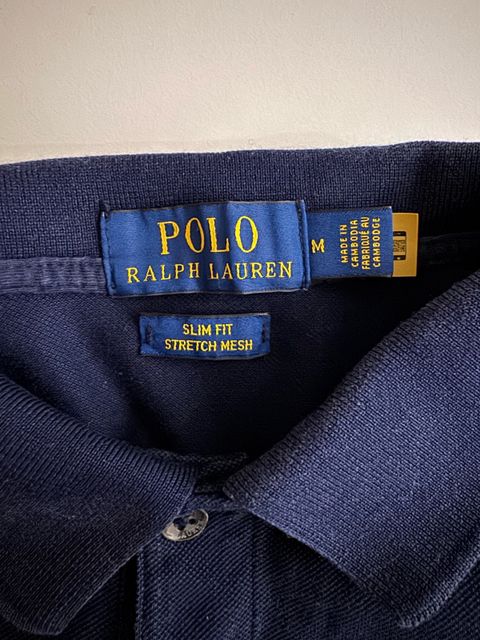 POLO
RALPH LAUREN
M
MADE IN
CAMBODIA
FABRIQUÉ AU
CAMBODGE
SLIM FIT
STRETCH MESH